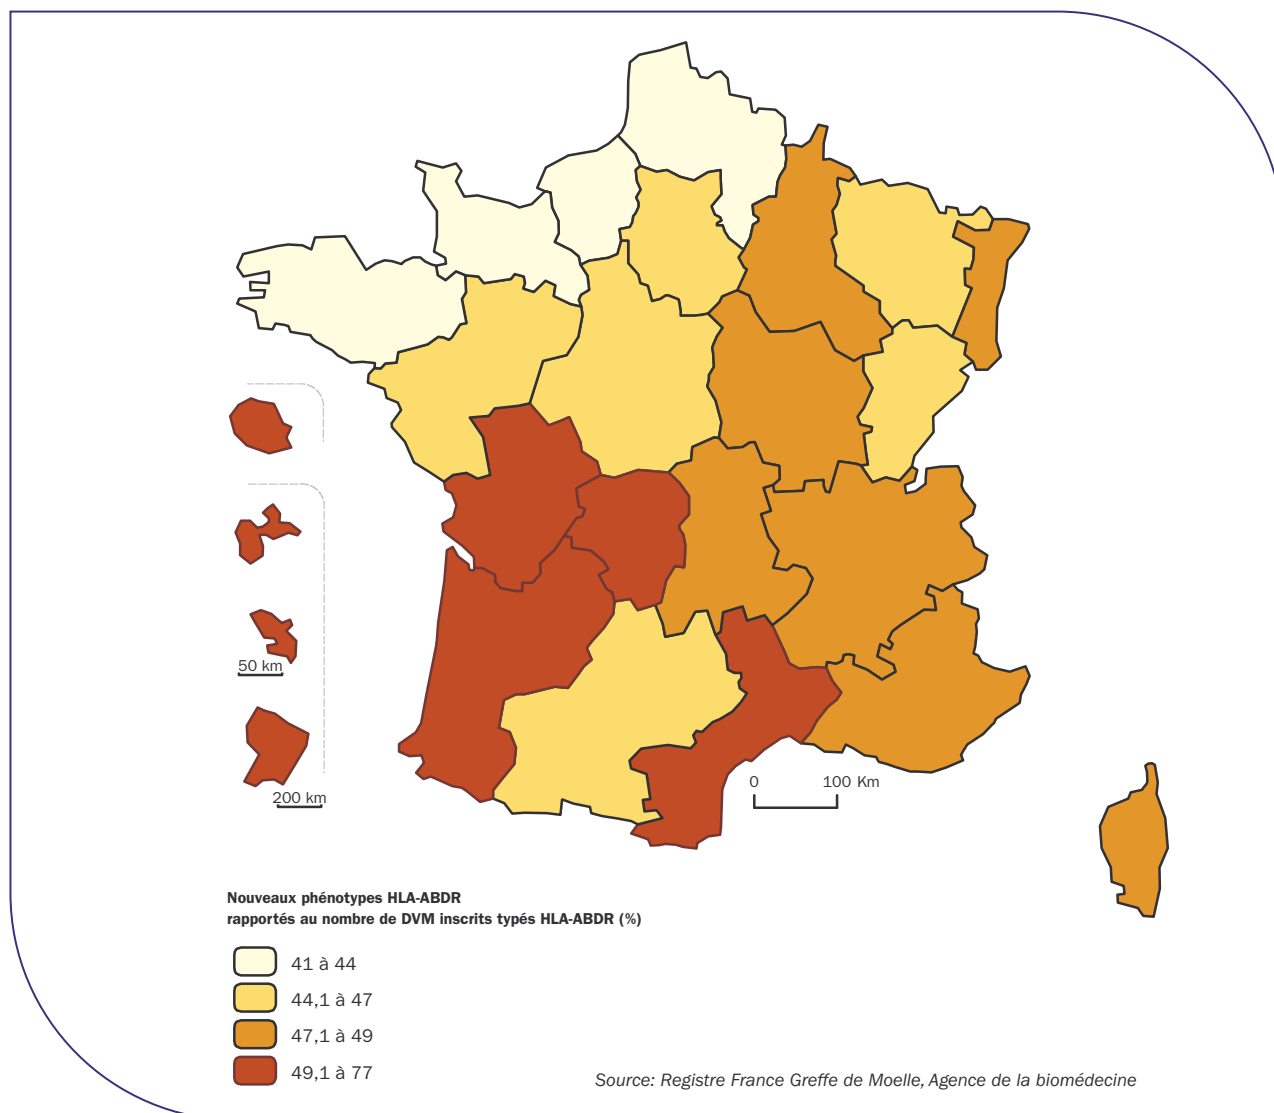 50 km
200 km
0 100 Km
Nouveaux phénotypes HLA-ABDR
rapportés au nombre de DVM inscrits typés HLA-ABDR (%)
41 à 44
44,1 à 47
47,1 à 49
49,1 à 77
Source: Registre France Greffe de Moelle, Agence de la biomédecine